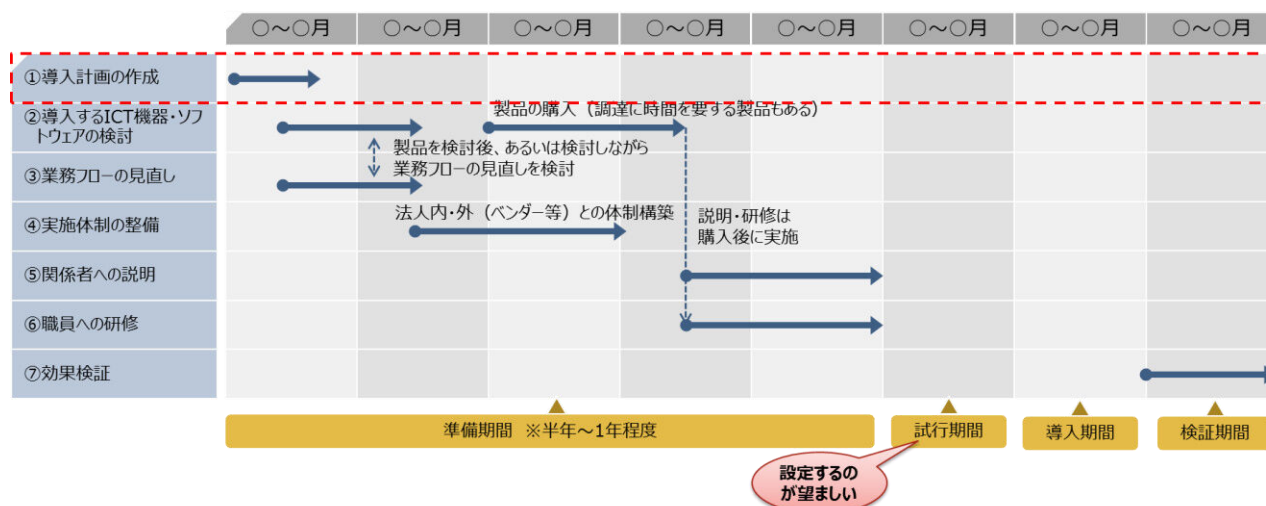 〇～〇月 〇～〇月 〇～〇月 〇～〇月 〇～〇月 〇～〇月 〇～〇月 〇～〇月
①導入計画の作成
②導入するICT機器・ソフ
トウェアの検討
製品の購入（調達に時間を要する製品もある）
製品を検討後、あるいは検討しながら
業務フローの見直しを検討
③業務フローの見直し
④実施体制の整備
法人内・外（ベンダー等）との体制構築
説明・研修は
購入後に実施
⑤関係者への説明
⑥職員への研修
⑦効果検証
準備期間 ※半年～1年程度
試行期間
導入期間
検証期間
設定するの
が望ましい